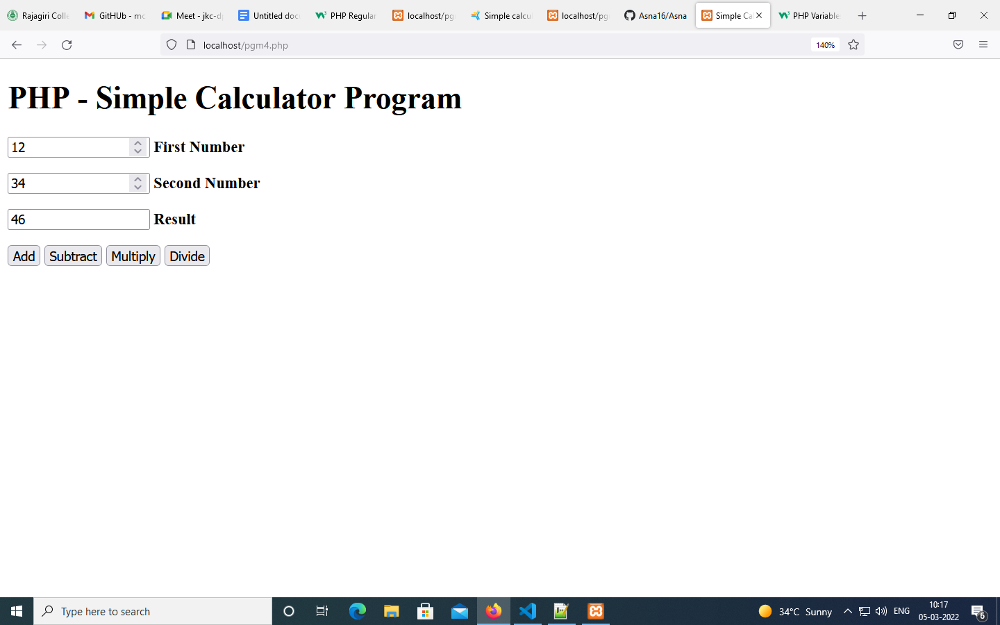 Rajagiri Colle
GitHUb - mc
Meet - jkc-d
Untitled doc
PHP Regular
localhost/pg
Simple calcu
localhost/pg
Asna16/Asna
Simple Ca
PHP Variable
localhost/pgm4.php
140%
PHP - Simple Calculator Program
12 First Number
34 Second Number
46 Result
Add Subtract Multiply Divide
Type here to search
34°C Sunny
ENG
10:17
05-03-2022
6